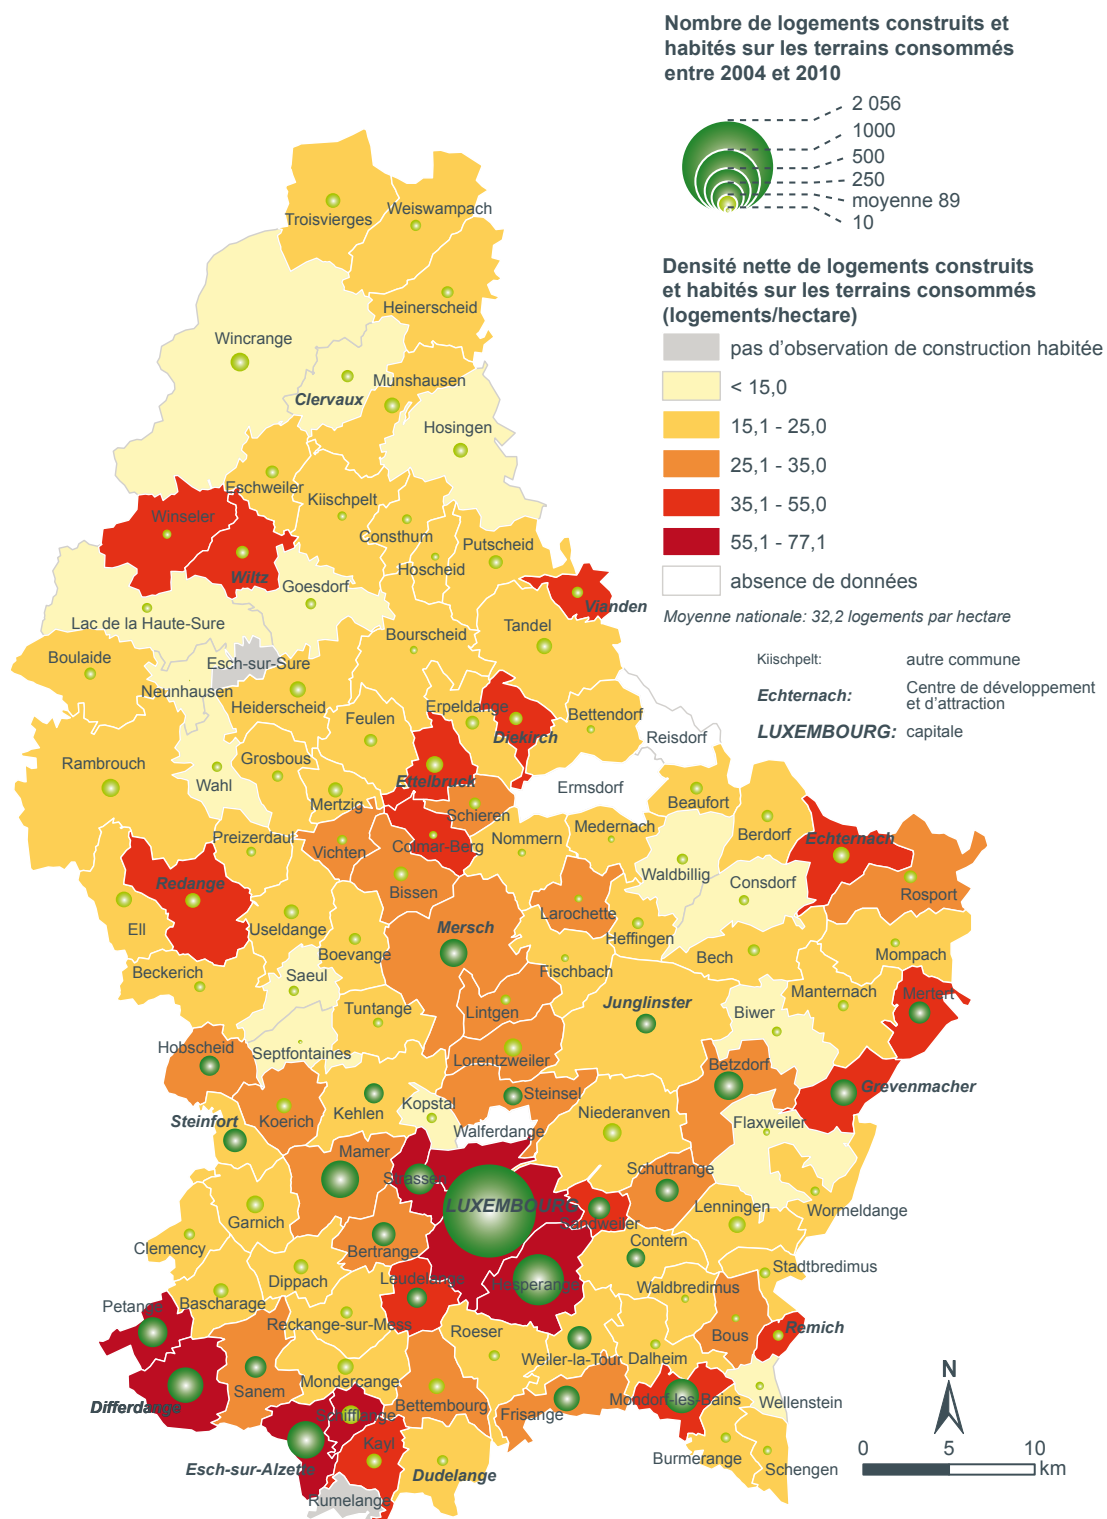 Nombre de logements construits et
habités sur les terrains consommés
entre 2004 et 2010
2 056
1000
500
250
moyenne 89
10
Densité nette de logements construits
et habités sur les terrains consommés
(logements/hectare)
pas d'observation de construction habitée
< 15,0
15,1 - 25,0
25,1 - 35,0
35,1 - 55,0
55,1 - 77,1
absence de données
Moyenne nationale: 32,2 logements par hectare
Kiischpelt: autre commune
Echternach: Centre de développement
et d'attraction
LUXEMBOURG: capitale
Troisvierges
Weiswampach
Heinerscheid
Wincrange
Clervaux
Munshausen
Hosingen
Eschweiler
Kiischpelt
Winseler
Consthum
Putscheid
Hoscheid
Wiltz
Goesdorf
Vianden
Lac de la Haute-Sure
Tandel
Bourscheid
Boulaide
Esch-sur-Sure
Neunhausen
Heiderscheid
Erpeldange
Feulen
Bettendorf
Diekirch
Reisdorf
Rambrouch
Grosbous
Wahl
Ettelbruck
Ermsdorf
Mertzig
Beaufort
Schieren
Preizerdaul
Medernach
Berdorf
Nommern
Echternach
Vichten
Colmar-Berg
Waldbillig
Redange
Consdorf
Bissen
Rosport
Larochette
Ell
Useldange
Mersch
Heffingen
Boevange
Bech
Mompach
Beckerich
Fischbach
Saeul
Manternach
Mertert
Junglinster
Tuntange
Lintgen
Biwer
Hobscheid
Septfontaines
Lorentzweiler
Betzdorf
Grevenmacher
Steinsel
Kopstal
Koerich
Kehlen
Niederanven
Steinfort
Flaxweiler
Walferdange
Mamer
Schuttrange
Strassen
LUXEMBOURG
Lenningen
Wormeldange
Garnich
Sandweiler
Clemency
Bertrange
Contern
Stadtbredimus
Dippach
Leudelange
Hesperange
Waldbredimus
Petange
Bascharage
Reckange-sur-Mess
Roeser
Bous
Remich
Weiler-la-Tour
Dalheim
Mondercange
Sanem
Differdange
Bettembourg
Mondorf-les-Bains
Wellenstein
Schifflange
Frisange
Kayl
Burmerange
Esch-sur-Alzette
Dudelange
Schengen
Rumelange
N
0 5 10
km